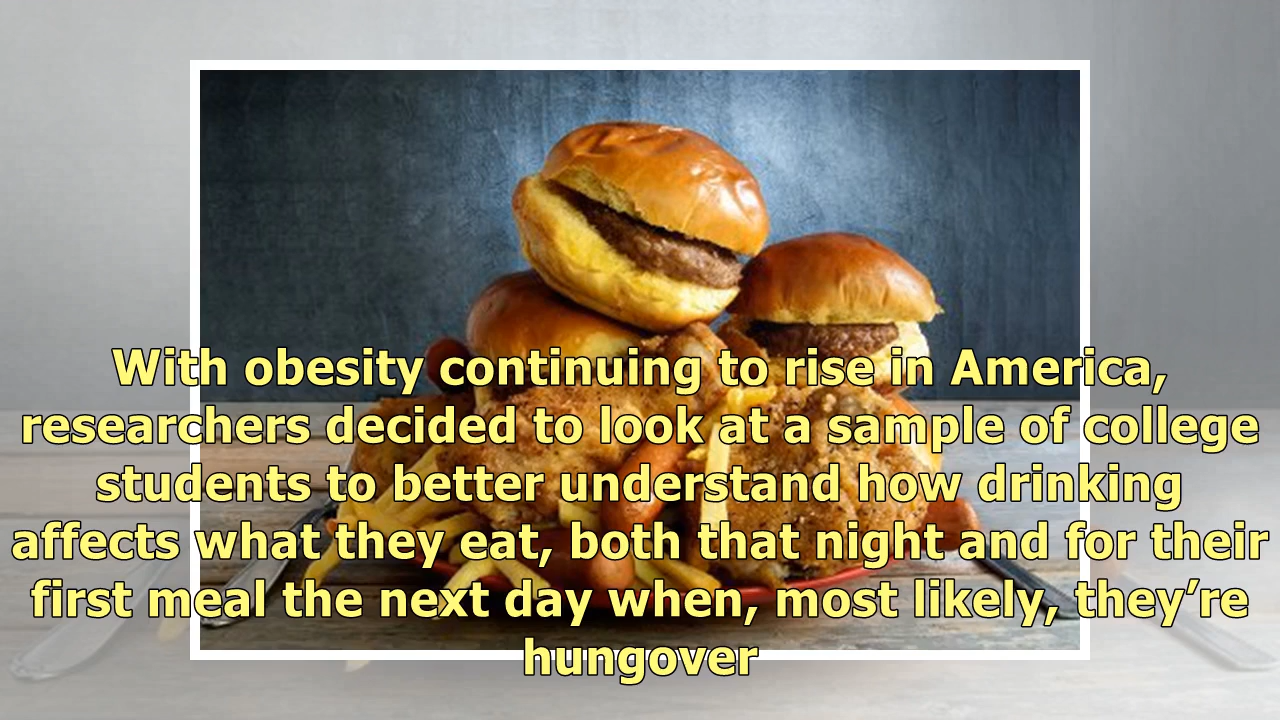 With obesity continuing to rise in America,
researchers decided to look at a sample of college
students to better understand how drinking
affects what they eat, both that night and for their
first meal the next day when, most likely, they’re
hungover